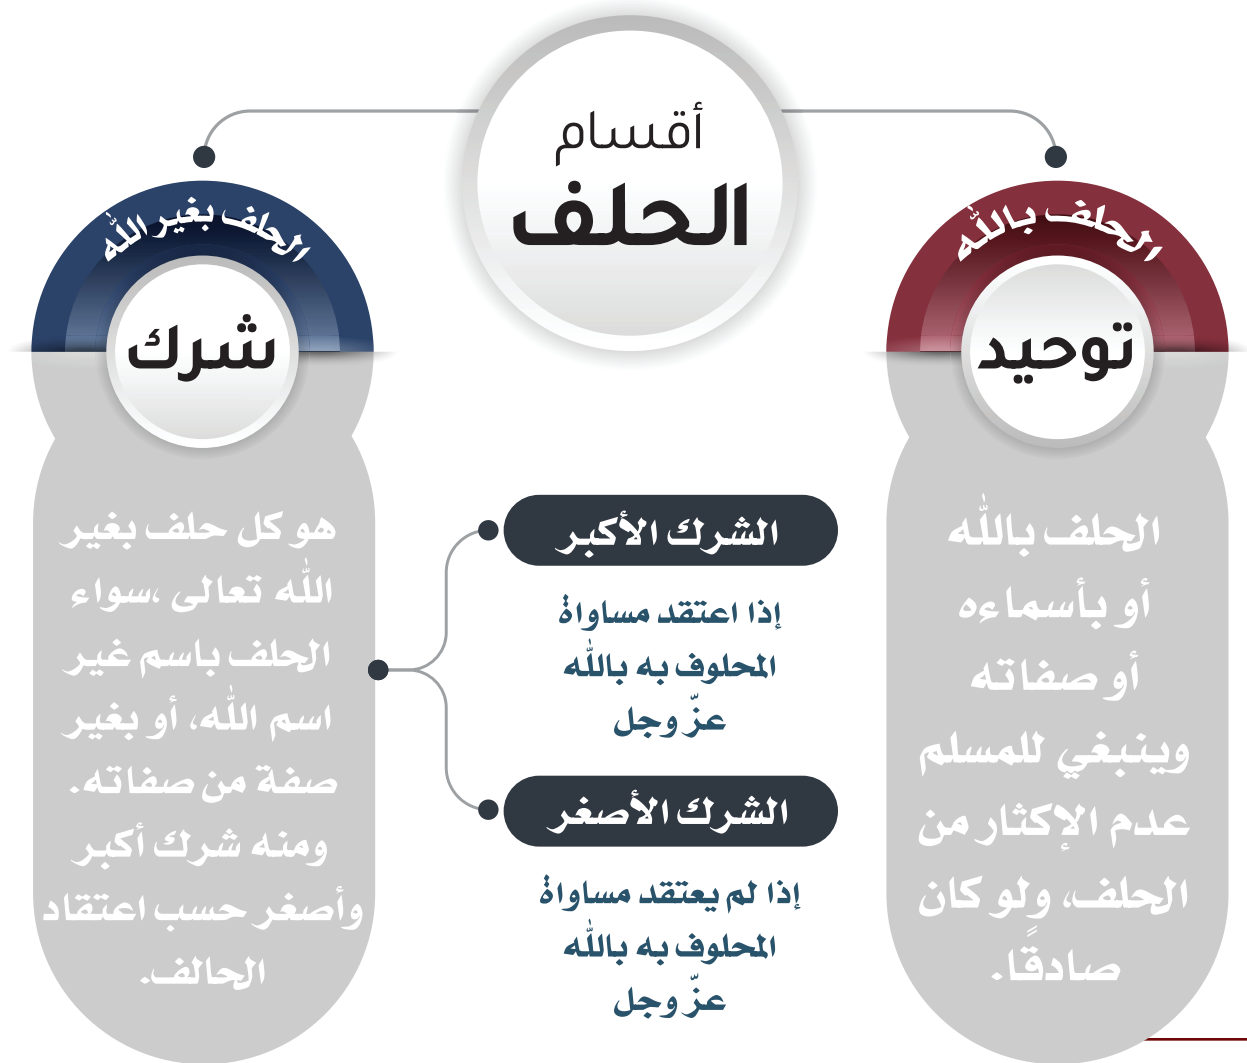 أقسام
الحلف
الحلف بالله
توحيد
الحلف بالله
أو بأسماءه
أو صفاته
وينبغي للمسلم
عدم الإكثار من
الحلف، ولو كان
صادقًا.
الحلف بغير الله
شرك
هو كل حلف بغير
الله تعالى ،سواء
الحلف باسم غير
اسم الله، أو بغير
صفة من صفاته.
ومنه شرك أكبر
وأصغر حسب اعتقاد
الحالف.
الشرك الأكبر
إذا اعتقد مساواة
المحلوف به بالله
عزّ وجل
الشرك الأصغر
إذا لم يعتقد مساواة
المحلوف به بالله
عزّ وجل